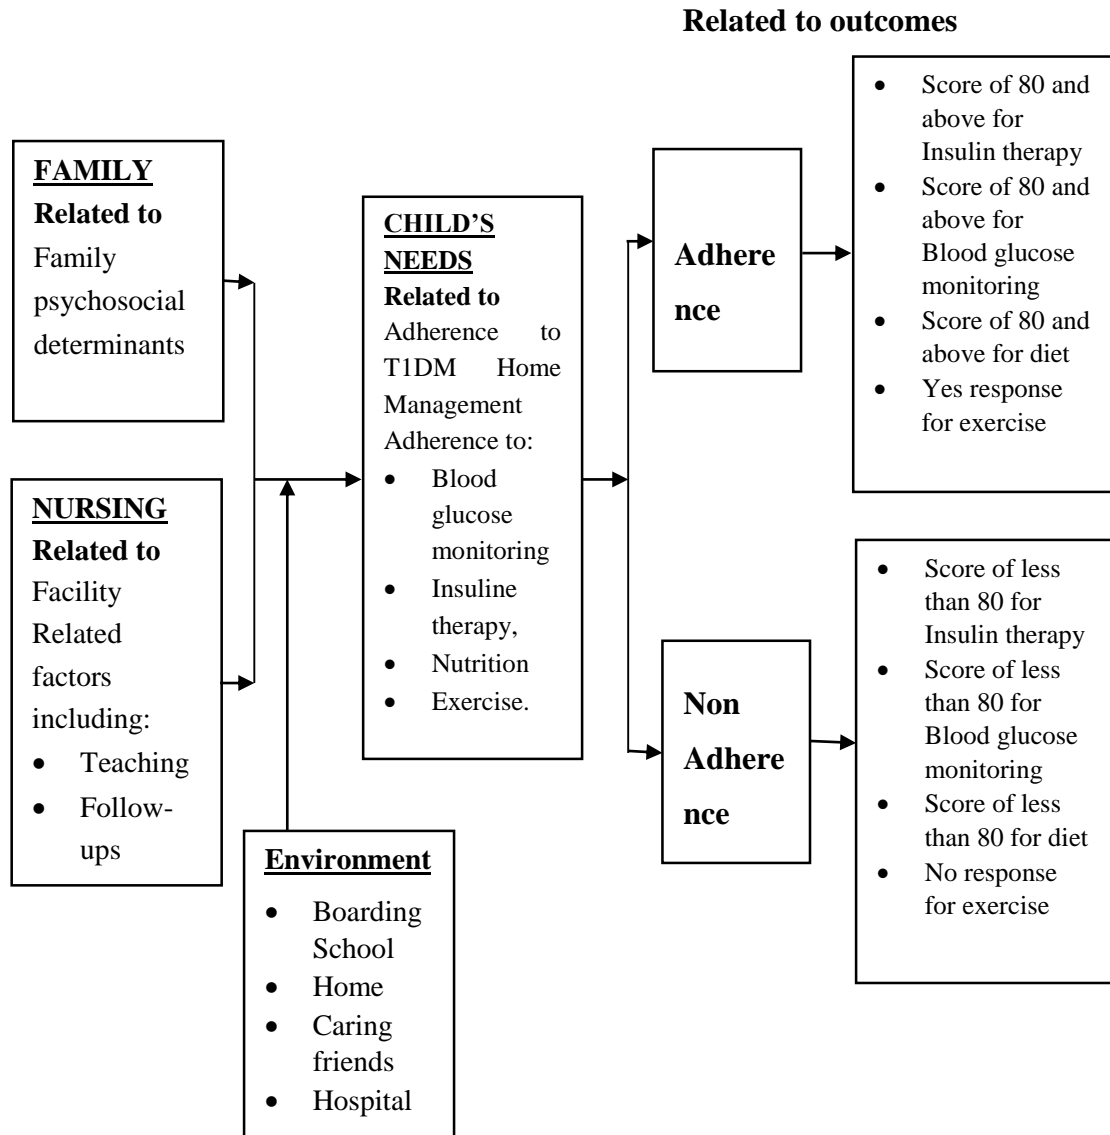 Related to outcomes
FAMILY
Related to
Family
psychosocial
determinants
NURSING
Related to
Facility
Related
factors
including:
• Teaching
• Follow-
ups
Environment
• Boarding
School
• Home
• Caring
friends
• Hospital
CHILD’S
NEEDS
Related to
Adherence to
T1DM Home
Management
Adherence to:
• Blood
glucose
monitoring
• Insuline
therapy,
• Nutrition
• Exercise.
Adhere
nce
• Score of 80 and
above for
Insulin therapy
• Score of 80 and
above for
Blood glucose
monitoring
• Score of 80 and
above for diet
• Yes response
for exercise
Non
Adhere
nce
• Score of less
than 80 for
Insulin therapy
• Score of less
than 80 for
Blood glucose
monitoring
• Score of less
than 80 for diet
• No response
for exercise